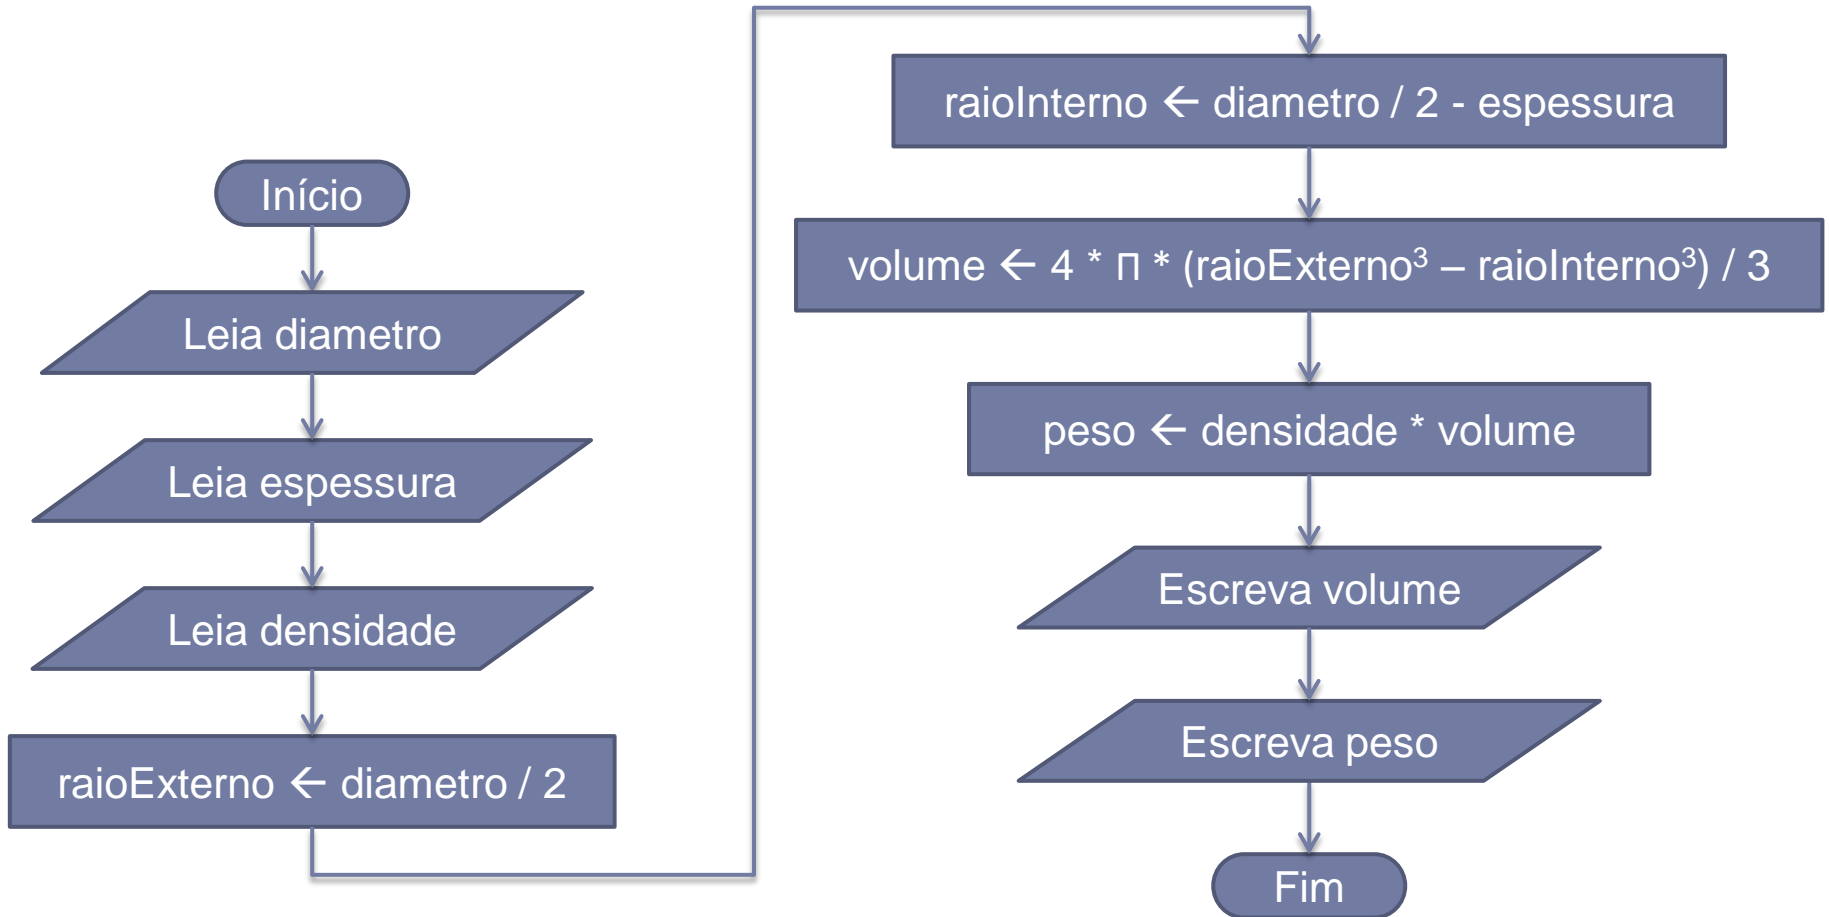 Início
Leia diametro
Leia espessura
Leia densidade
raioExterno ← diametro / 2
raioInterno ← diametro / 2 - espessura
volume ← 4 * π * (raioExterno³ – raioInterno³) / 3
peso ← densidade * volume
Escreva volume
Escreva peso
Fim